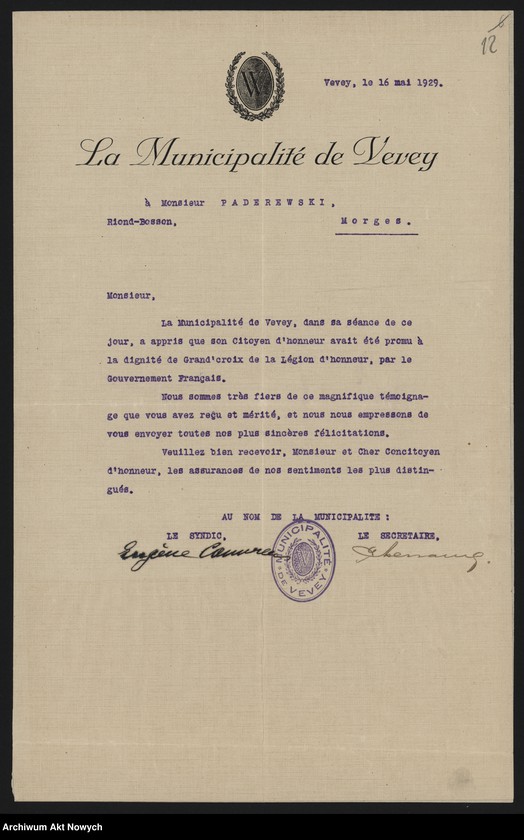 12
W
Vevey, le 16 mai 1929.
La Municipalité de Vevey
à Monsieur PADEREWSKI,
Riond-Bosson,
Morges.
Monsieur,
La Municipalité de Vevey, dans sa séance de ce
jour, a appris que son Citoyen d'honneur avait été promu à
la dignité de Grand'croix de la Légion d'honneur, par le
Gouvernement Français.
Nous sommes très fiers de ce magnifique témoigna-
ge que vous avez reçu et mérité, et nous nous empressons de
vous envoyer toutes nos plus sincères félicitations.
Veuillez bien recevoir, Monsieur et Cher Concitoyen
d'honneur, les assurances de nos sentiments les plus distin-
gués.
AU NOM DE LA MUNICIPALITE :
LE SYNDIC,
LE SECRETAIRE,
Eugène
MUNICIPALITÉ
DE VEVEY
Archiwum Akt Nowych